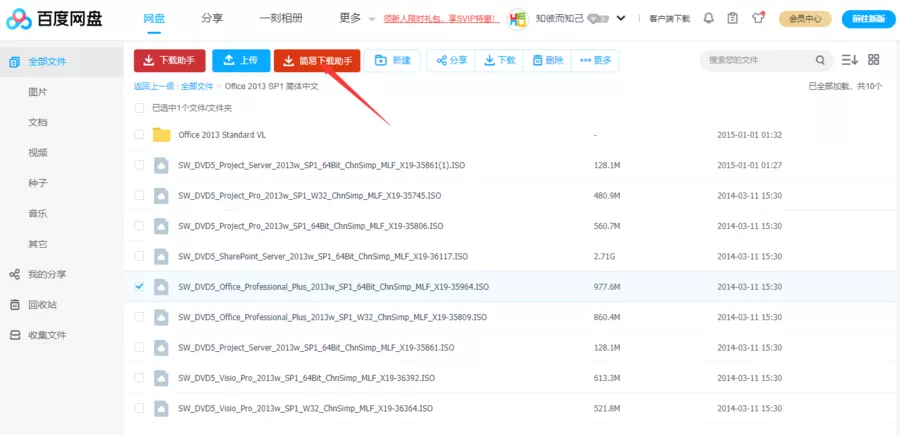 百度网盘 网盘 分享 一刻相册 更多 领新人限时礼包，享SVIP特量！ 知彼而知己 客户端下载 会员中心 前往新版
全部文件
图片
文档
视频
种子
音乐
其它
我的分享
回收站
收集文件
下载助手 上传 简易下载助手 新建 分享 下载 删除 更多 搜索您的文件
返回上一级 全部文件 > Office 2013 SP1 简体中文 已全部加载，共10个
已选中1个文件/文件夹
Office 2013 Standard VL - 2015-01-01 01:32
SW_DVD5_Project_Server_2013w_SP1_64Bit_ChnSimp_MLF_X19-35861(1).ISO 128.1M 2015-01-01 01:27
SW_DVD5_Project_Pro_2013w_SP1_W32_ChnSimp_MLF_X19-35745.ISO 480.9M 2014-03-11 15:30
SW_DVD5_Project_Pro_2013w_SP1_64Bit_ChnSimp_MLF_X19-35806.ISO 560.7M 2014-03-11 15:30
SW_DVD5_SharePoint_Server_2013w_SP1_64Bit_ChnSimp_MLF_X19-36117.ISO 2.71G 2014-03-11 15:30
SW_DVD5_Office_Professional_Plus_2013w_SP1_64Bit_ChnSimp_MLF_X19-35964.ISO 977.6M 2014-03-11 15:30
SW_DVD5_Office_Professional_Plus_2013w_SP1_W32_ChnSimp_MLF_X19-35809.ISO 860.4M 2014-03-11 15:30
SW_DVD5_Project_Server_2013w_SP1_64Bit_ChnSimp_MLF_X19-35861.ISO 128.1M 2014-03-11 15:30
SW_DVD5_Visio_Pro_2013w_SP1_64Bit_ChnSimp_MLF_X19-36392.ISO 613.3M 2014-03-11 15:30
SW_DVD5_Visio_Pro_2013w_SP1_W32_ChnSimp_MLF_X19-36364.ISO 521.8M 2014-03-11 15:30